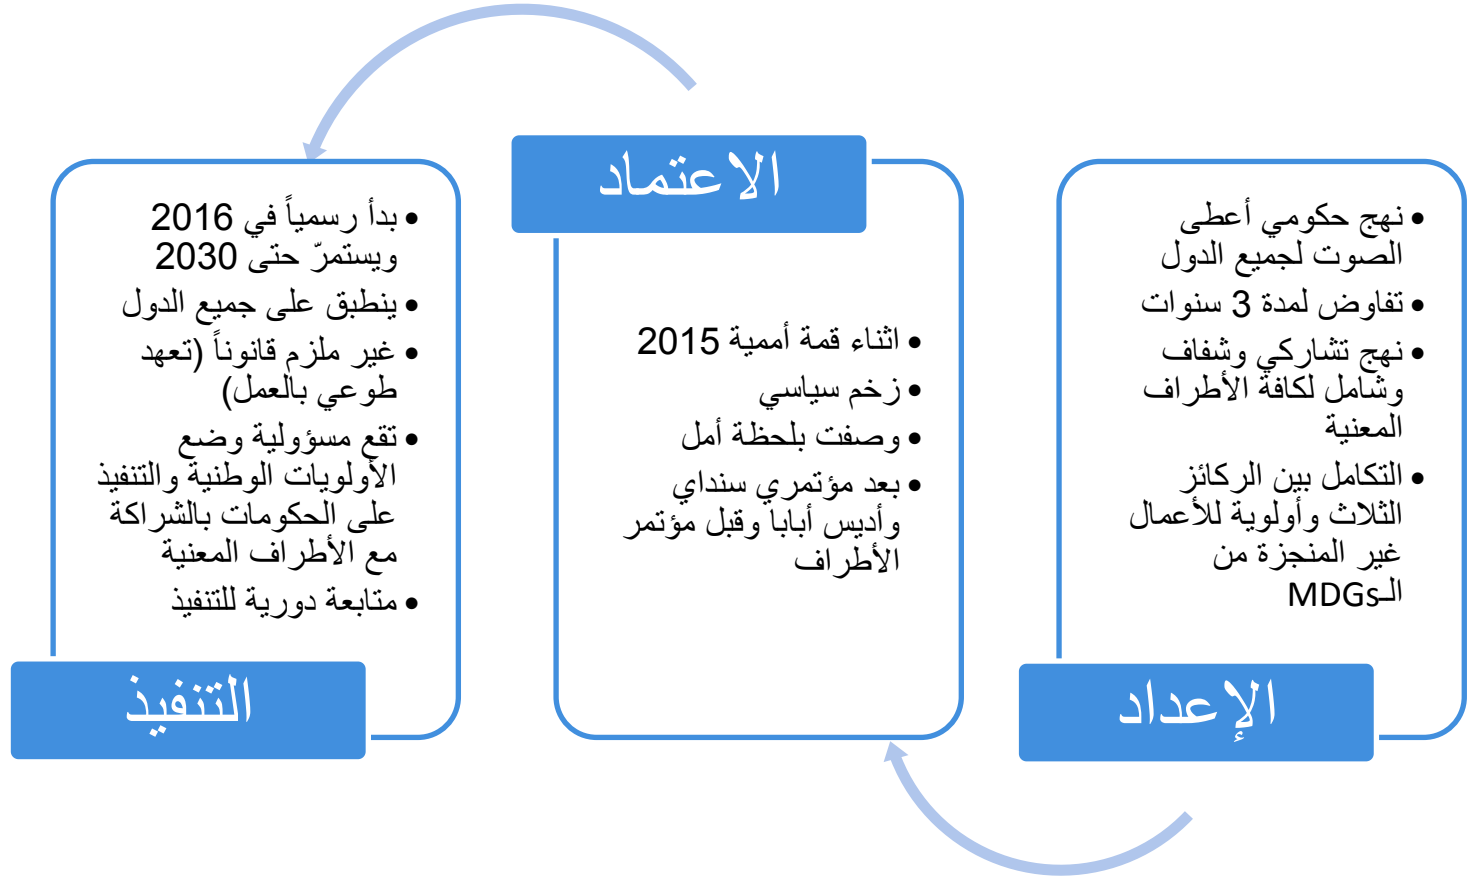 • نهج حكومي أعطى
الصوت لجميع الدول
• تفاوض لمدة 3 سنوات
• نهج تشاركي وشفاف
وشامل لكافة الأطراف
المعنية
• التكامل بين الركائز
الثلاث وأولوية للأعمال
غير المنجزة من
الـMDGs
الإعداد
الاعتماد
• اثناء قمة أممية 2015
• زخم سياسي
• وصفت بلحظة أمل
• بعد مؤتمري سنداي
وأديس أبابا وقبل مؤتمر
الأطراف
• بدأ رسمياً في 2016
ويستمرّ حتى 2030
• ينطبق على جميع الدول
• غير ملزم قانوناً (تعهد
طوعي بالعمل)
• تقع مسؤولية وضع
الأولويات الوطنية والتنفيذ
على الحكومات بالشراكة
مع الأطراف المعنية
• متابعة دورية للتنفيذ
التنفيذ